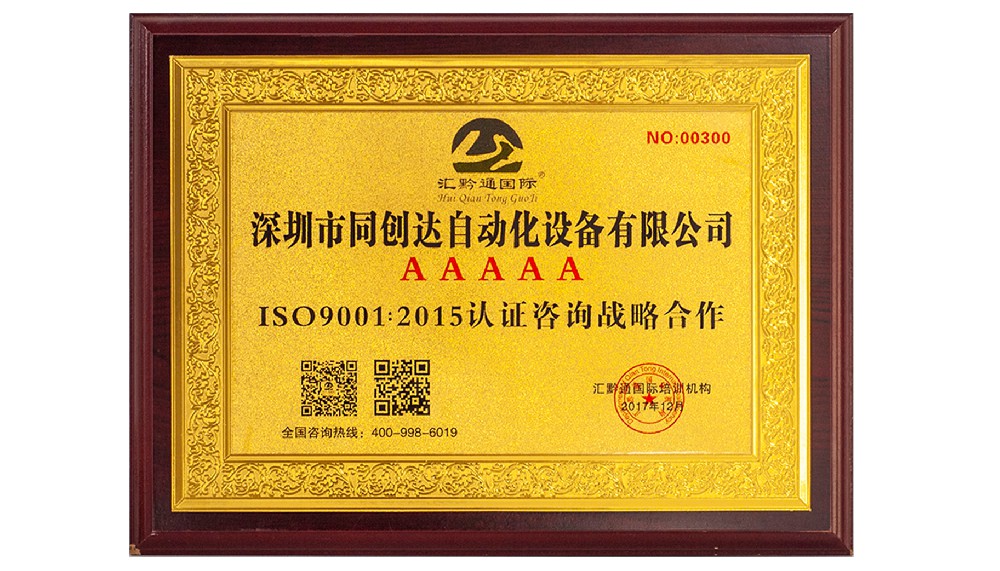 NO:00300
汇黔通国际®
Hui Qian Tong GuoJi
深圳市同创达自动化设备有限公司
AAAAA
ISO9001:2015认证咨询战略合作
汇黔通国际培训机构
2017年12月
全国咨询热线：400-998-6019